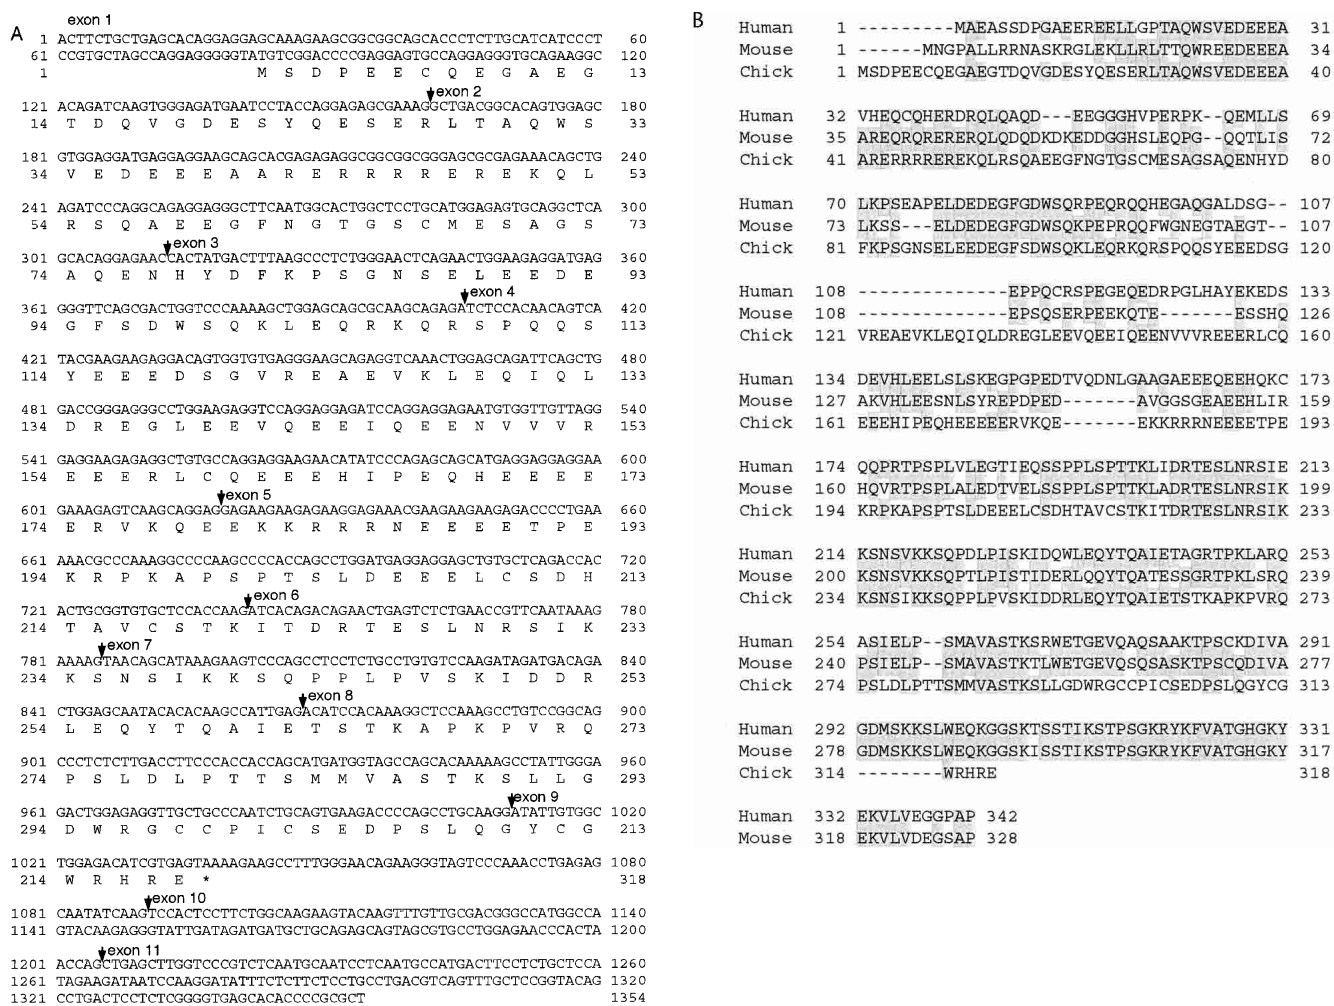 A
exon 1
1 ACTTCTGCTGAGCACAGGAGGAGCAAAGAAGCGGCGGCAGCACCCTCTTGCATCATCCCT 60
61 CCGTGCTAGCCAGGAGGGGGTATGTCGGACCCGGAGGAGTGCCAGGAGGGTGCAGAAGGC 120
1 M S D P E E C Q E G A E G 13
exon 2
121 ACAGATCAAGTGGGAGATGAATCCTACCAGGAGAGCGAAAGGCTGACGGCACAGTGGAGC 180
14 T D Q V G D E S Y Q E S E R L T A Q W S 33
181 GTGGAGGATGAGGAGGAAGCAGCACGAGAGAGGCGGCGGCGGGAGCGCGAGAAACAGCTG 240
34 V E D E E E A A R E R R R R E R E K Q L 53
241 AGATCCCAGGCAGAGGAGGGCTTCAATGGCACTGGCTCCTGCATGGAGAGTGCAGGCTCA 300
54 R S Q A E E G F N G T G S C M E S A G S 73
exon 3
301 GCACAGGAGAACCACTATGACTTTAAGCCCTCTGGGAACTCAGAACTGGAAGAGGATGAG 360
74 A Q E N H Y D F K P S G N S E L E E D E 93
exon 4
361 GGGTTCAGCGACTGGTCCCAAAAGCTGGAGCAGCGCAAGCAGAGATCTCCACAACAGTCA 420
94 G F S D W S Q K L E Q R K Q R S P Q Q S 113
421 TACGAAGAAGAGGACAGTGGTGTGAGGGAAGCAGAGGTCAAACTGGAGCAGATTCAGCTG 480
114 Y E E E D S G V R E A E V K L E Q I Q L 133
481 GACCGGGAGGGCCTGGAAGAGGTCCAGGAGGAGATCCAGGAGGAGAATGTGGTTGTTAGG 540
134 D R E G L E E V Q E E I Q E E N V V V R 153
541 GAGGAAGAGAGGCTGTGCCAGGAGGAAGAACATATCCCAGAGCAGCATGAGGAGGAGGAA 600
154 E E E R L C Q E E E H I P E Q H E E E E 173
exon 5
601 GAAAGAGTCAAGCAGGAGGAGAAGAAGAGAAGGAGAAACGAAGAAGAAGAGACCCCTGAA 660
174 E R V K Q E E K K R R R N E E E E T P E 193
661 AAACGCCCAAAGGCCCCAAGCCCCACCAGCCTGGATGAGGAGGAGCTGTGCTCAGACCAC 720
194 K R P K A P S P T S L D E E E L C S D H 213
exon 6
721 ACTGCGGTGTGCTCCACCAAGATCACAGACAGAACTGAGTCTCTGAACCGTTCAATAAAG 780
214 T A V C S T K I T D R T E S L N R S I K 233
exon 7
781 AAAAGTAACAGCATAAAGAAGTCCCAGCCTCCTCTGCCTGTGTCCAAGATAGATGACAGA 840
234 K S N S I K K S Q P P L P V S K I D D R 253
exon 8
841 CTGGAGCAATACACACAAGCCATTGAGACATCCACAAAGGCTCCAAAGCCTGTCCGGCAG 900
254 L E Q Y T Q A I E T S T K A P K P V R Q 273
901 CCCTCTCTTGACCTTCCCACCACCAGCATGATGGTAGCCAGCACAAAAAGCCTATTGGGA 960
274 P S L D L P T T S M M V A S T K S L L G 293
exon 9
961 GACTGGAGAGGTTGCTGCCCAATCTGCAGTGAAGACCCCAGCCTGCAAGGATATTGTGGC 1020
294 D W R G C C P I C S E D P S L Q G Y C G 213
1021 TGGAGACATCGTGAGTAAAAGAAGCCTTTGGGAACAGAAGGGTAGTCCCAAACCTGAGAG 1080
214 W R H R E * 318
exon 10
1081 CAATATCAAGTCCACTCCTTCTGGCAAGAAGTACAAGTTTGTTGCGACGGGCCATGGCCA 1140
1141 GTACAAGAGGGTATTGATAGATGATGCTGCAGAGCAGTAGCGTGCCTGGAGAACCCACTA 1200
exon 11
1201 ACCAGCTGAGCTTGGTCCCGTCTCAATGCAATCCTCAATGCCATGACTTCCTCTGCTCCA 1260
1261 TAGAAGATAATCCAAGGATATTTCTCTTCTCCTGCCTGACGTCAGTTTGCTCCGGTACAG 1320
1321 CCTGACTCCTCTCGGGGTGAGCACACCCCGCGCT 1354
B
Human 1 ---------MAEASSDPGAEEREELLGPTAQWSVEDEEEA 31
Mouse 1 ------MNGPALLRRNASKRGLEKLLRLTTQWREEDEEEA 34
Chick 1 MSDPEECQEGAEGTDQVGDESYQESERLTAQWSVEDEEEA 40
Human 32 VHEQCQHERDRQLQAQD---EEGGGHVPERPK--QEMLLS 69
Mouse 35 AREQRQRERERQLQDQDKDKEDDGGHSLEQPG--QQTLIS 72
Chick 41 ARERRRREREKQLRSQAEEGFNGTGSCMESAGSAQENHYD 80
Human 70 LKPSEAPELDEDEGFGDWSQRPEQRQQHEGAQGALDSG-- 107
Mouse 73 LKSS---ELDEDEGFGDWSQKPEPRQQFWGNEGTAEGT-- 107
Chick 81 FKPSGNSELEEDEGFSDWSQKLEQRKQRSPQQSYEEEDSG 120
Human 108 --------------EPPQCRSPEGEQEDRPGLHAYEKEDS 133
Mouse 108 --------------EPSQSERPEEKQTE-------ESSHQ 126
Chick 121 VREAEVKLEQIQLDREGLEEVQEEIQEENVVVREEERLCQ 160
Human 134 DEVHLEELSLSKEGPGPEDTVQDNLGAAGAEEEQEEHQKC 173
Mouse 127 AKVHLEESNLSYREPDPED-------AVGGSGEAEEHLIR 159
Chick 161 EEEHIPEQHEEEEERVKQE-------EKKRRRNEEEETPE 193
Human 174 QQPRTPSPLVLEGTIEQSSPPLSPTTKLIDRTESLNRSIE 213
Mouse 160 HQVRTPSPLALEDTVELSSPPLSPTTKLADRTESLNRSIK 199
Chick 194 KRPKAPSPTSLDEEELCSDHTAVCSTKITDRTESLNRSIK 233
Human 214 KSNSVKKSQPDLPISKIDQWLEQYTQAIETAGRTPKLARQ 253
Mouse 200 KSNSVKKSQPTLPISTIDERLQQYTQATESSGRTPKLSRQ 239
Chick 234 KSNSIKKSQPPLPVSKIDDRLEQYTQAIETSTKAPKPVRQ 273
Human 254 ASIELP--SMAVASTKSRWETGEVQAQSAAKTPSCKDIVA 291
Mouse 240 PSIELP--SMAVASTKTLWETGEVQSQSASKTPSCQDIVA 277
Chick 274 PSLDLPTTSMMVASTKSLLGDWRGCCPICSEDPSLQGYCG 313
Human 292 GDMSKKSLWEQKGGSKTSSTIKSTPSGKRYKFVATGHGKY 331
Mouse 278 GDMSKKSLWEQKGGSKISSTIKSTPSGKRYKFVATGHGKY 317
Chick 314 --------WRHRE 318
Human 332 EKVLVEGGPAP 342
Mouse 318 EKVLVDEGSAP 328